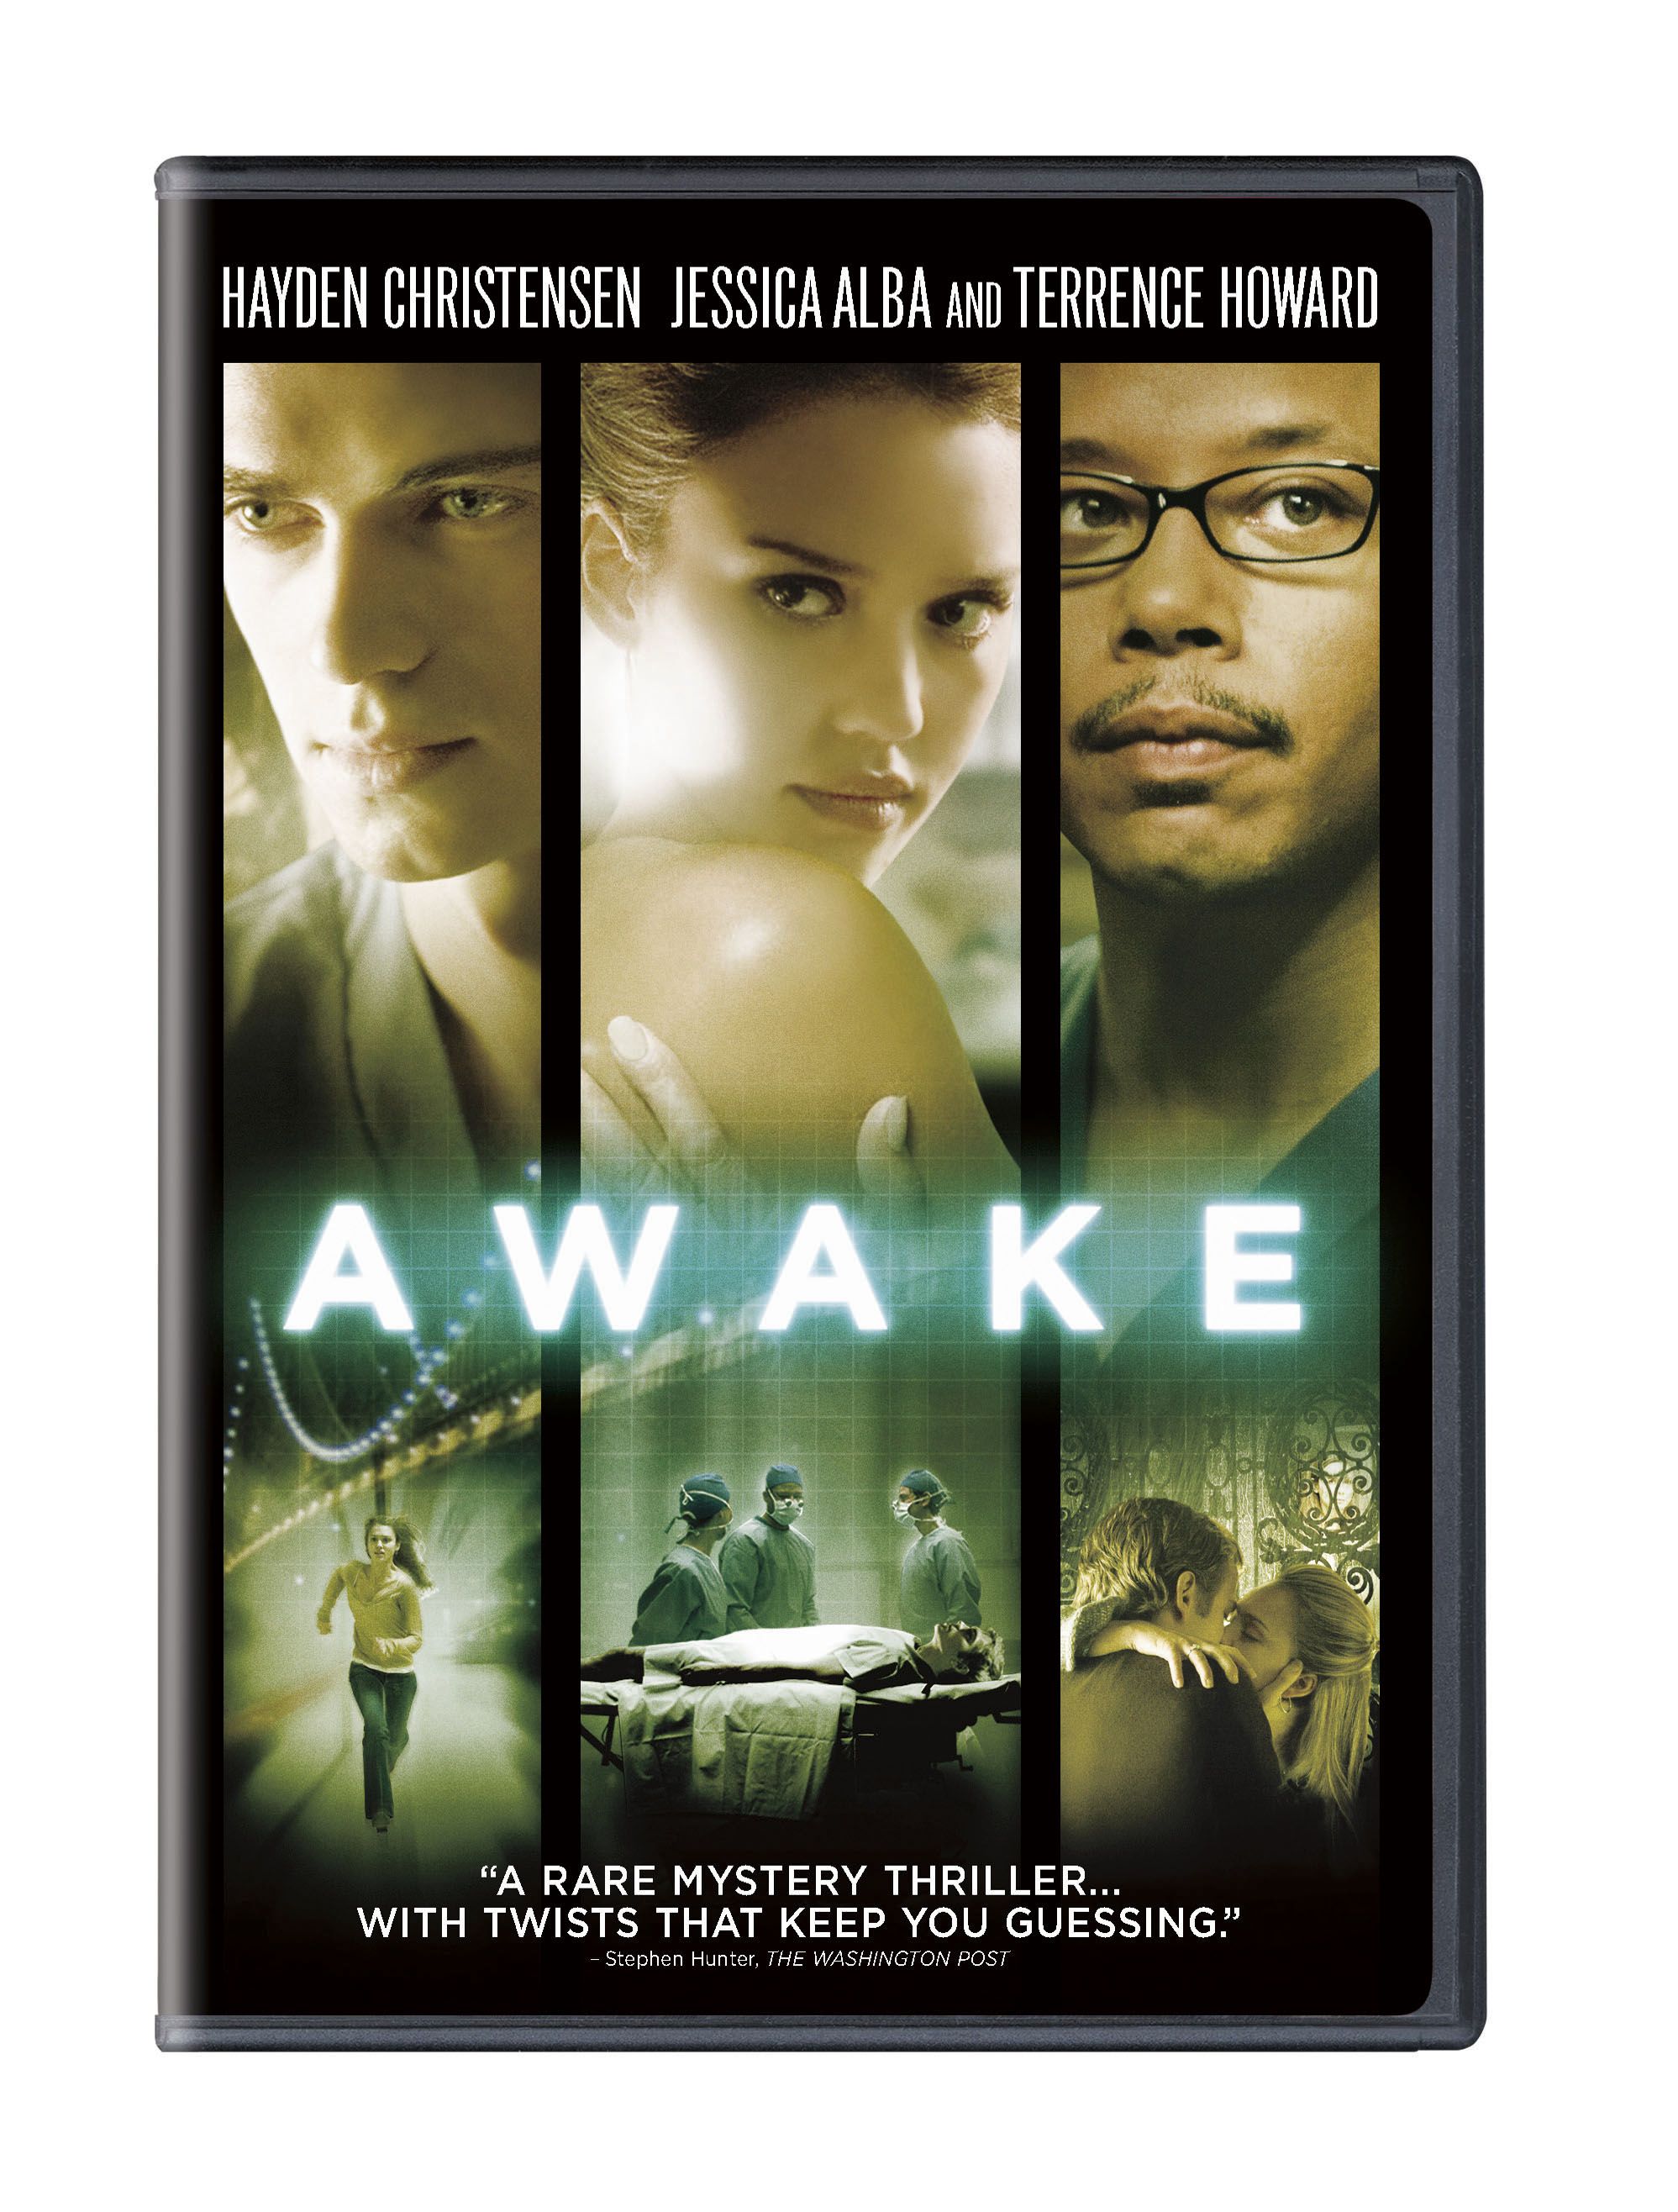 HAYDEN CHRISTENSEN JESSICA ALBA AND TERRENCE HOWARD
AWAKE
“A RARE MYSTERY THRILLER...
WITH TWISTS THAT KEEP YOU GUESSING.”
– Stephen Hunter, THE WASHINGTON POST